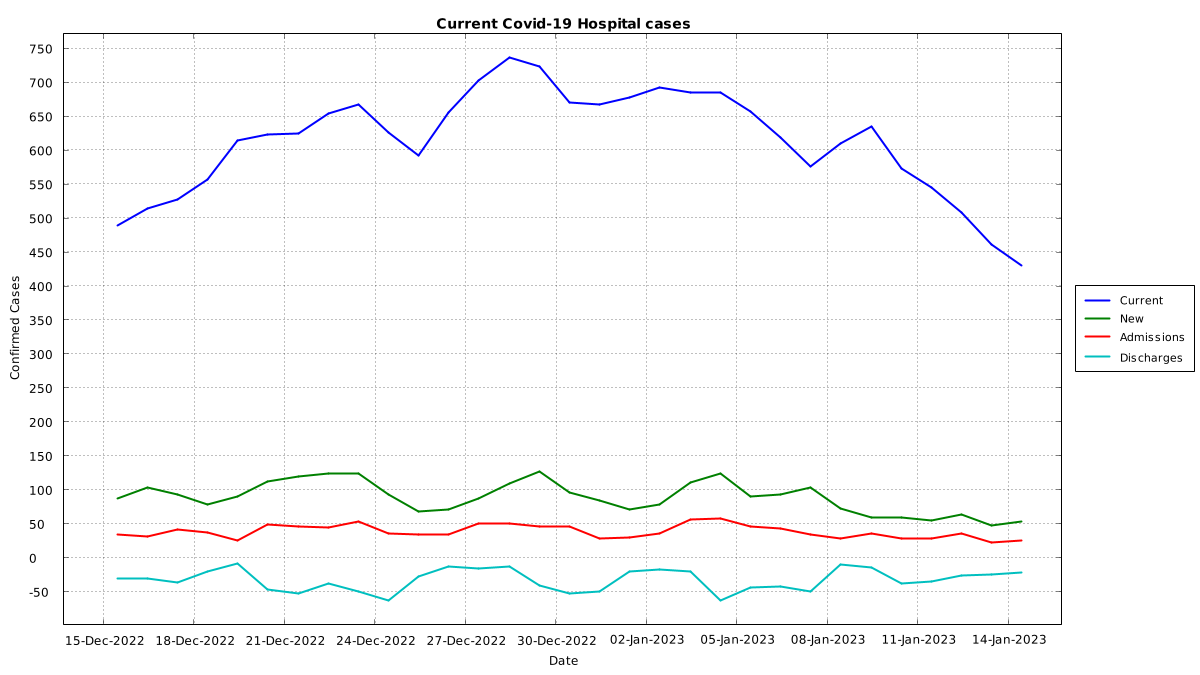 Current Covid-19 Hospital cases
750
700
650
600
550
500
450
400
350
300
250
200
150
100
50
0
-50
Confirmed Cases
15-Dec-2022 18-Dec-2022 21-Dec-2022 24-Dec-2022 27-Dec-2022 30-Dec-2022 02-Jan-2023 05-Jan-2023 08-Jan-2023 11-Jan-2023 14-Jan-2023
Date
Current
New
Admissions
Discharges